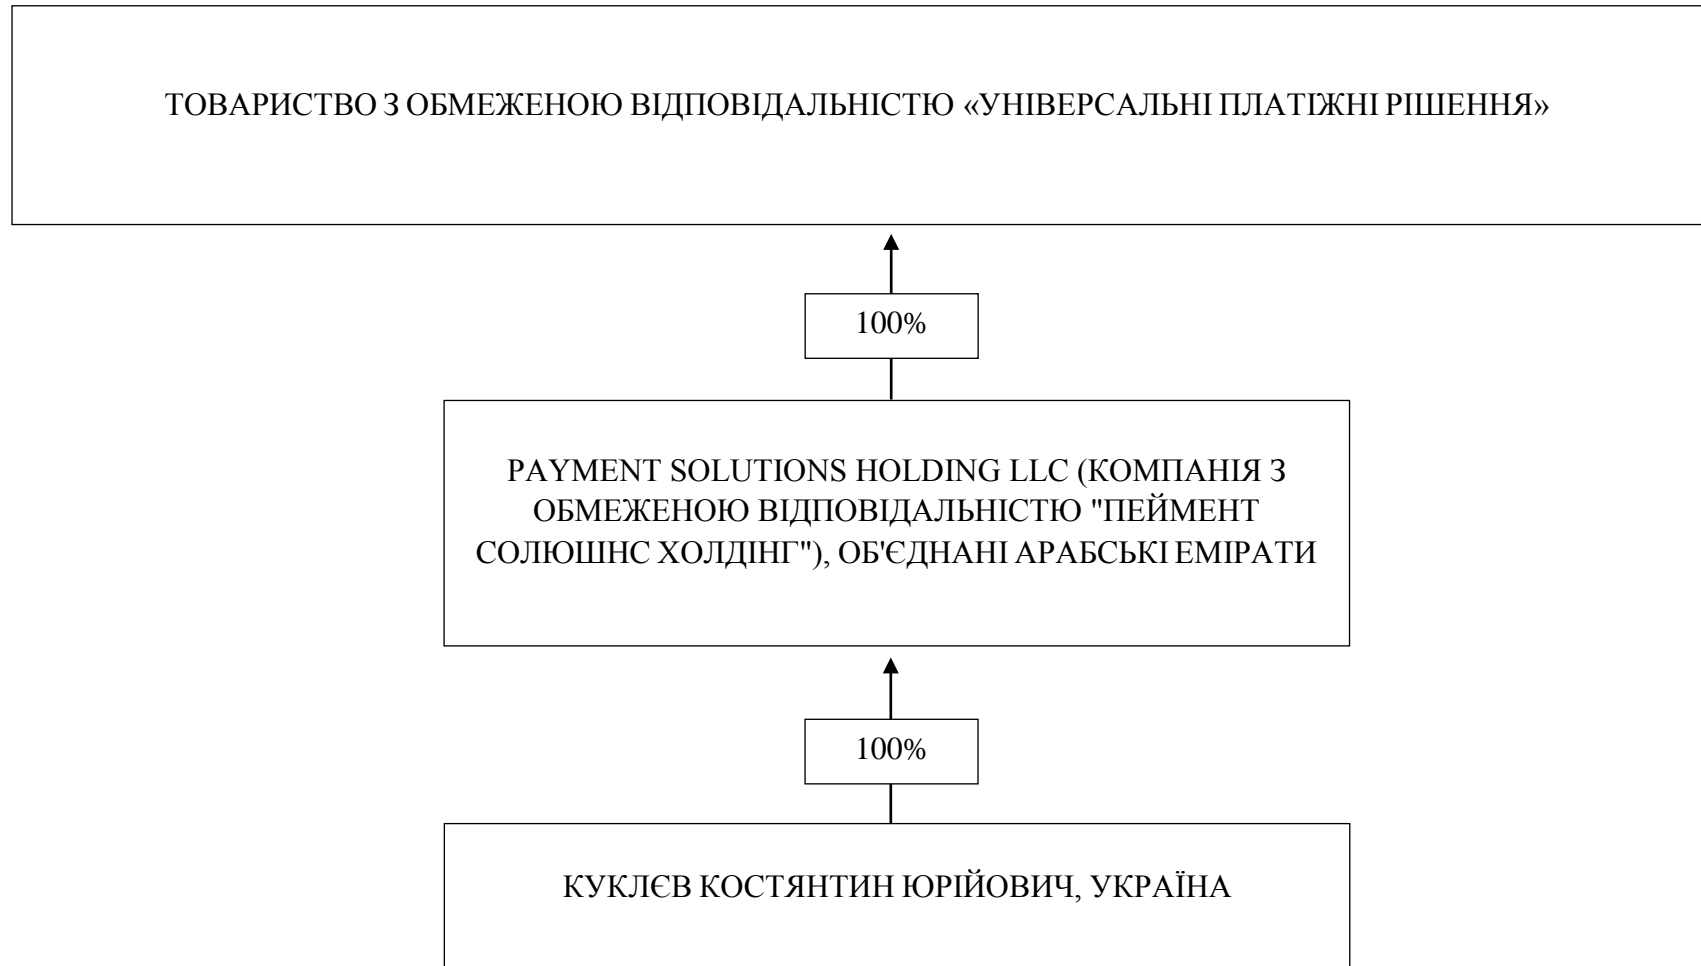 ТОВАРИСТВО З ОБМЕЖЕНОЮ ВІДПОВІДАЛЬНІСТЮ «УНІВЕРСАЛЬНІ ПЛАТІЖНІ РІШЕННЯ»
100%
PAYMENT SOLUTIONS HOLDING LLC (КОМПАНІЯ З
ОБМЕЖЕНОЮ ВІДПОВІДАЛЬНІСТЮ "ПЕЙМЕНТ
СОЛЮШНС ХОЛДІНГ"), ОБ'ЄДНАНІ АРАБСЬКІ ЕМІРАТИ
100%
КУКЛЄВ КОСТЯНТИН ЮРІЙОВИЧ, УКРАЇНА